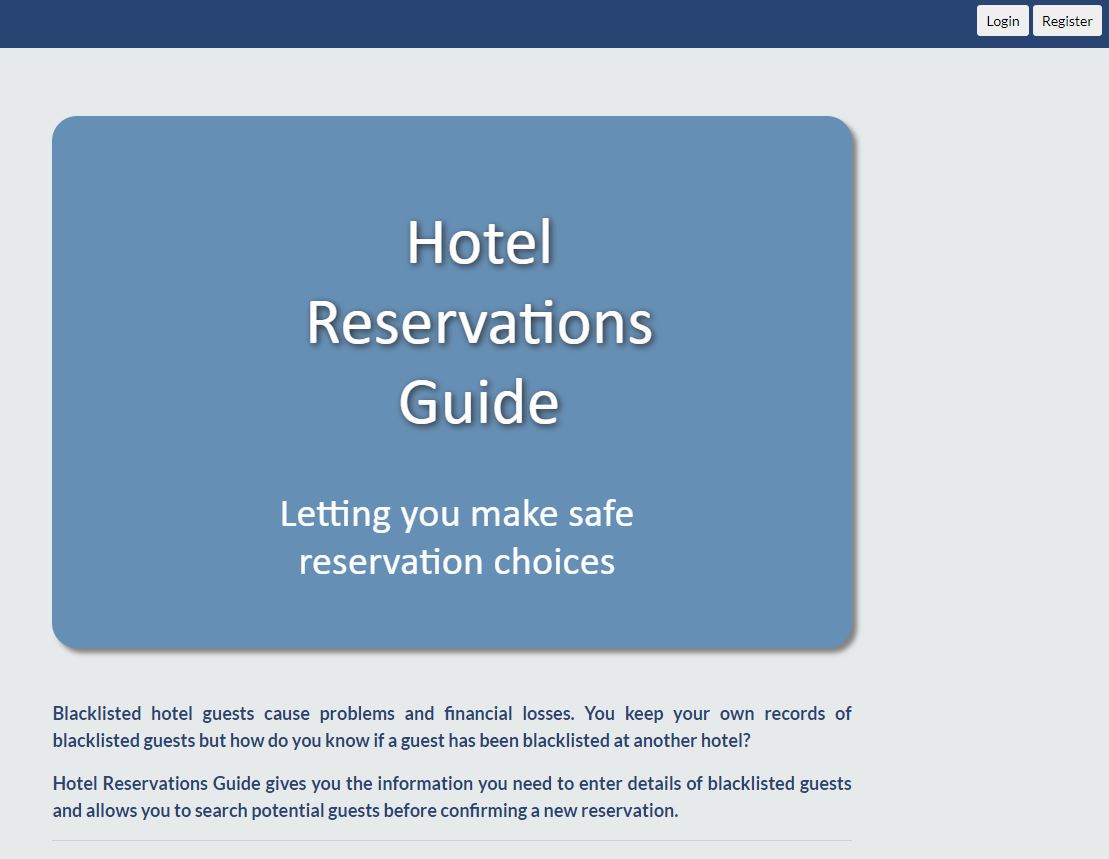 Login Register
Hotel
Reservations
Guide
Letting you make safe
reservation choices
Blacklisted hotel guests cause problems and financial losses. You keep your own records of
blacklisted guests but how do you know if a guest has been blacklisted at another hotel?
Hotel Reservations Guide gives you the information you need to enter details of blacklisted guests
and allows you to search potential guests before confirming a new reservation.